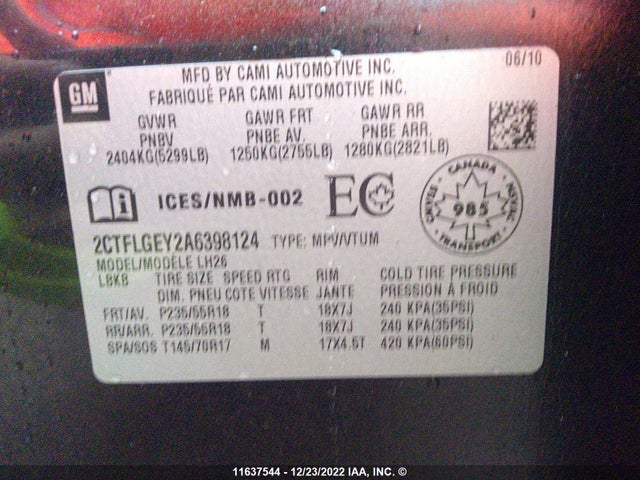 06/10
GM
MFD BY CAMI AUTOMOTIVE INC.
FABRIQUÉ PAR CAMI AUTOMOTIVE INC.
GVWR GAWR FRT GAWR RR
PNBV PNBE AV. PNBE ARR.
2404KG(5299LB) 1250KG(2755LB) 1280KG(2821LB)
i ICES/NMB-002 EC
CANADA
985
TRANSPORT
2CTFLGEY2A6398124 TYPE: MPV/VTUM
MODEL/MODÈLE LH26
L8KB TIRE SIZE SPEED RTG RIM COLD TIRE PRESSURE
DIM. PNEU COTE VITESSE JANTE PRESSION À FROID
FRT/AV. P235/55R18 T 18X7J 240 KPA(35PSI)
RR/ARR. P235/55R18 T 18X7J 240 KPA(35PSI)
SPA/SOS T145/70R17 M 17X4.5T 420 KPA(60PSI)
11637544 - 12/23/2022 IAA, INC. ©